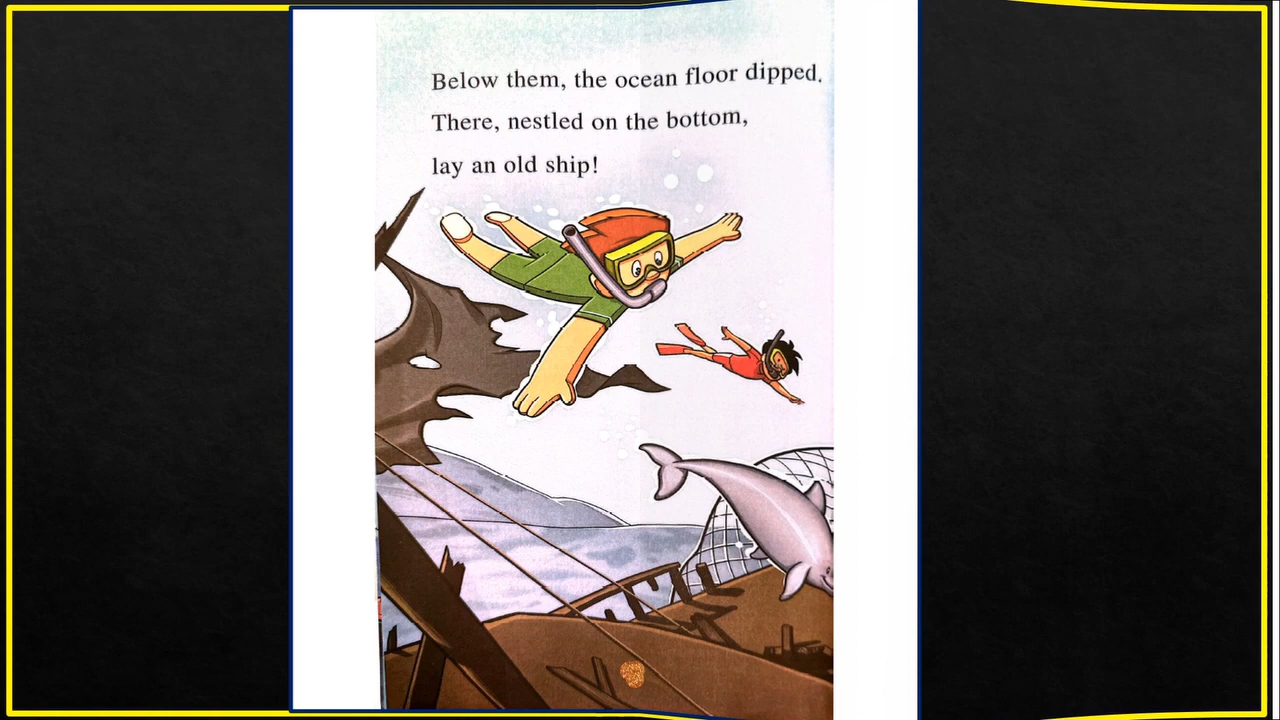 Below them, the ocean floor dipped.
There, nestled on the bottom,
lay an old ship!